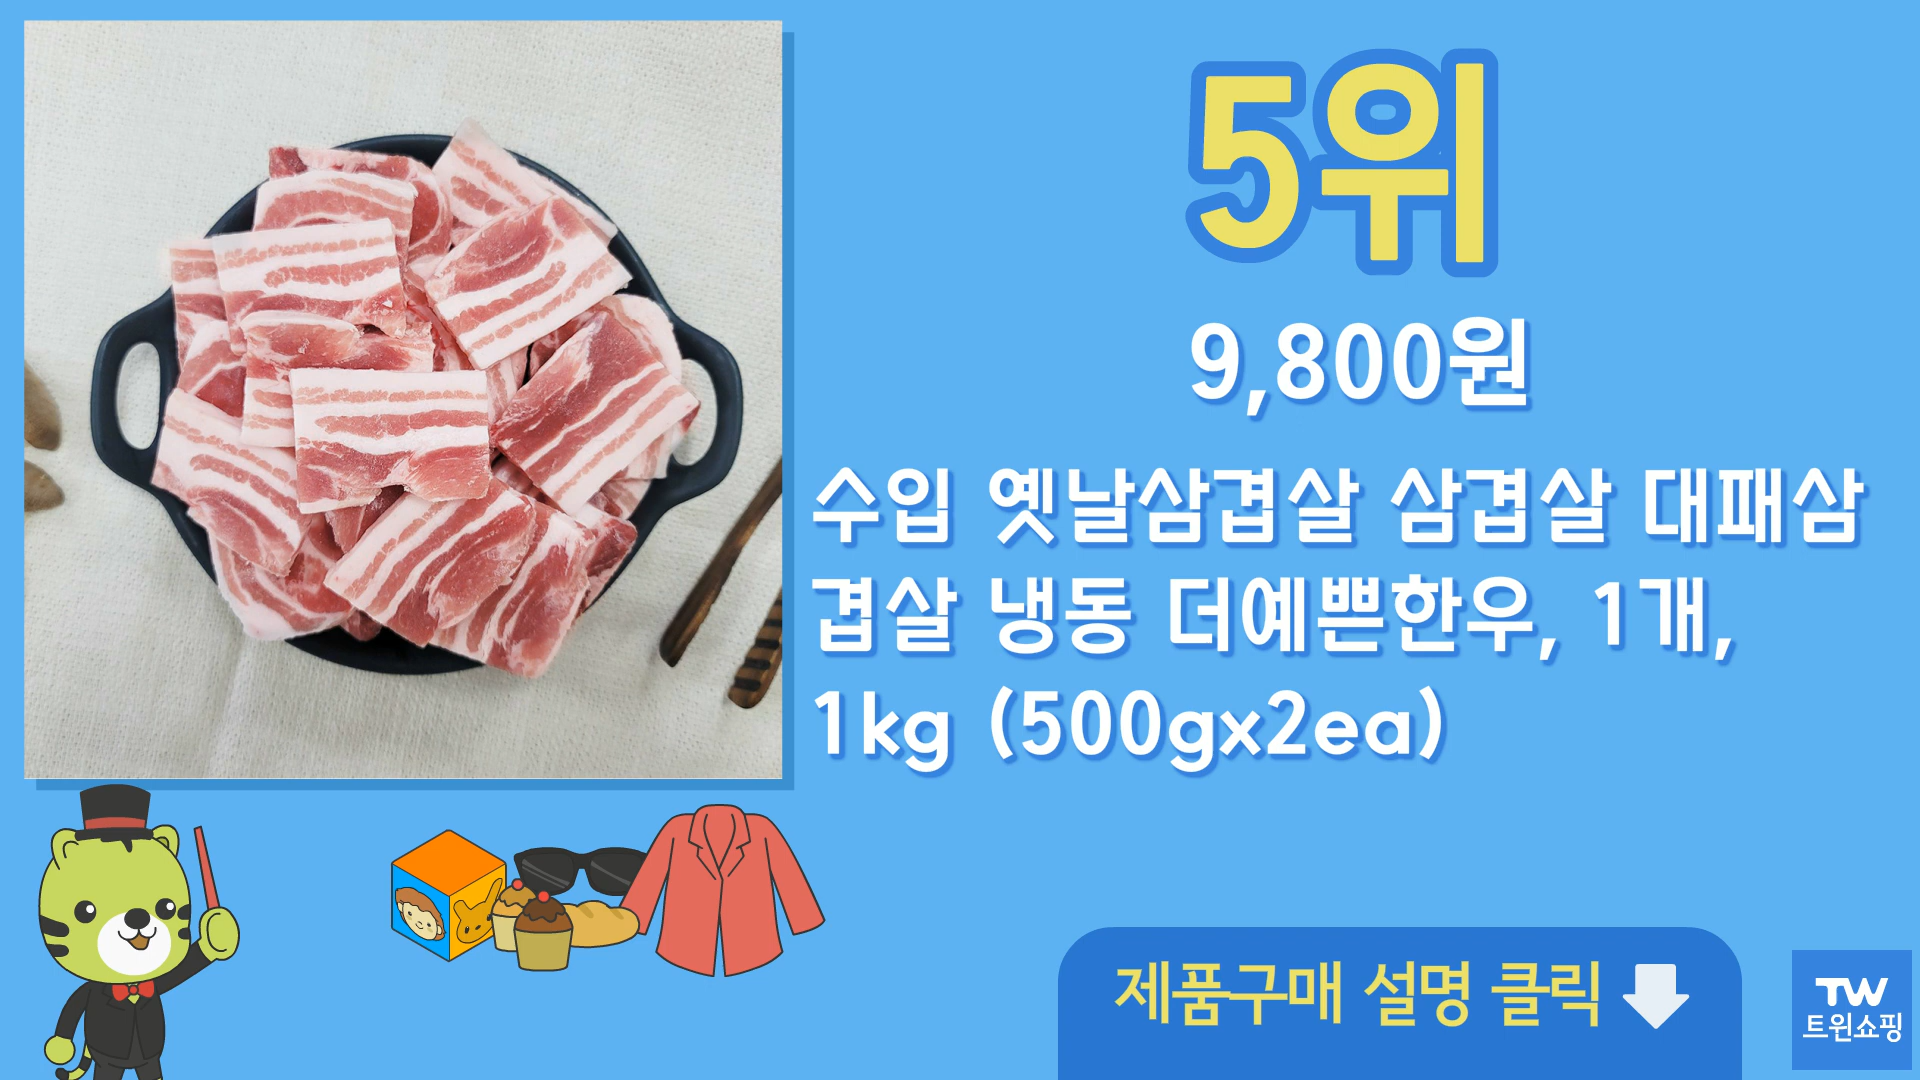 5위
9,800원
수입 옛날삼겹살 삼겹살 대패삼
겹살 냉동 더예쁜한우, 1개,
1kg (500gx2ea)
제품구매 설명 클릭
TW
트윈쇼핑